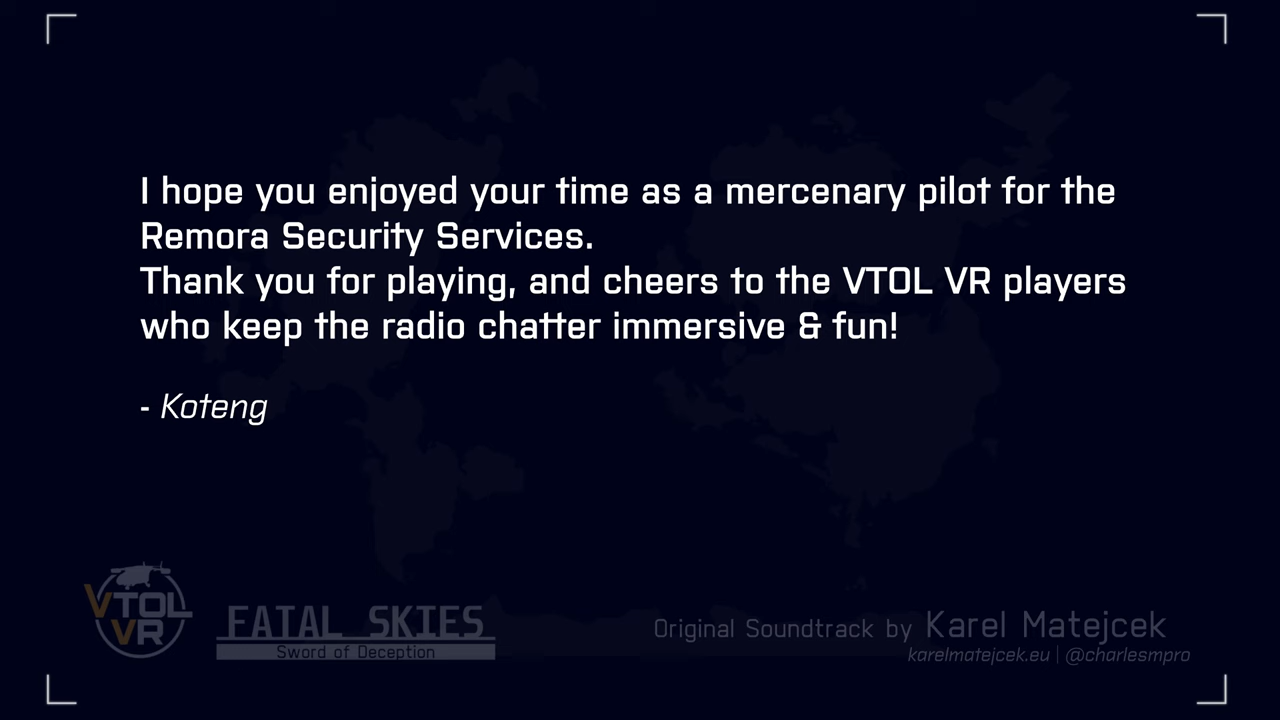 I hope you enjoyed your time as a mercenary pilot for the
Remora Security Services.
Thank you for playing, and cheers to the VTOL VR players
who keep the radio chatter immersive & fun!
- Koteng
VTOL
VR
FATAL SKIES
Sword of Deception
Original Soundtrack by Karel Matejcek
karelmatejcek.eu | @charlesmpro